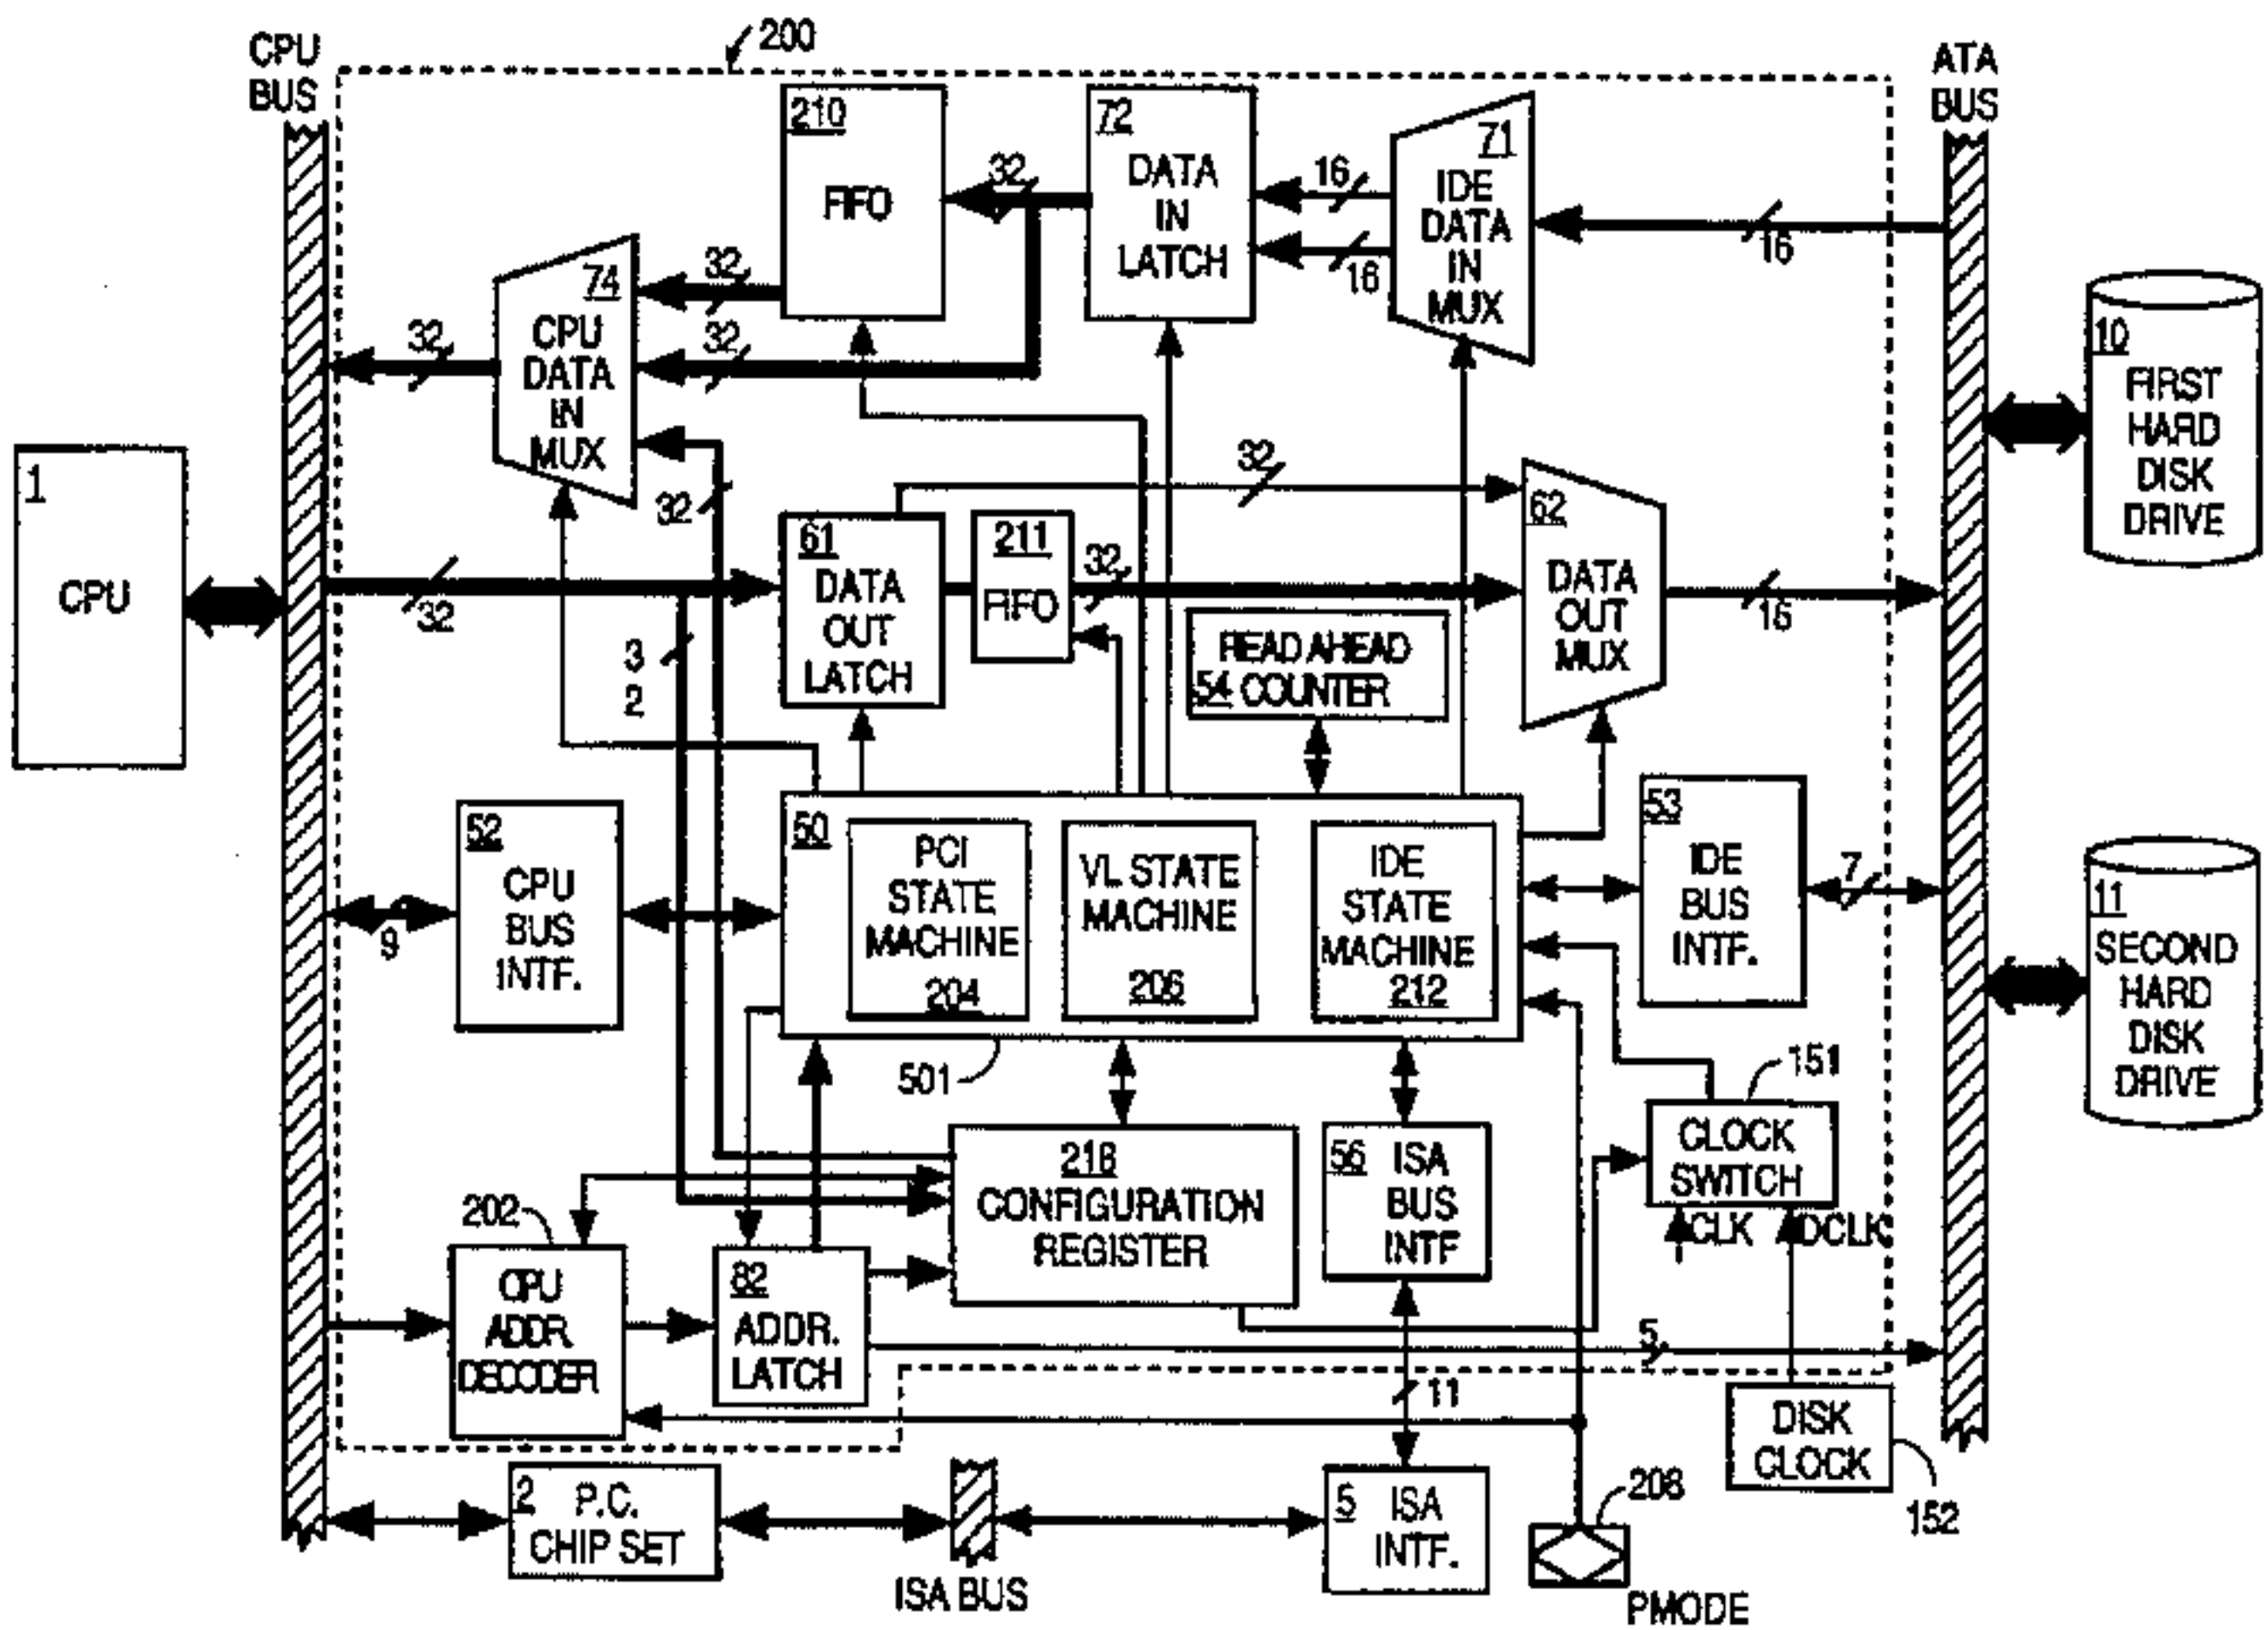 CPU
BUS
200
ATA
BUS
210
FIFO
32
72
DATA
IN
LATCH
16
16
71
IDE
DATA
IN
MUX
16
74
CPU
DATA
IN
MUX
32
32
32
32
10
FIRST
HARD
DISK
DRIVE
1
CPU
32
3
2
61
DATA
OUT
LATCH
211
FIFO
32
32
62
DATA
OUT
MUX
16
READ AHEAD
54 COUNTER
52
CPU
BUS
INTF.
9
50
PCI
STATE
MACHINE
204
VL STATE
MACHINE
206
IDE
STATE
MACHINE
212
53
IDE
BUS
INTF.
7
11
SECOND
HARD
DISK
DRIVE
501
151
CLOCK
SWITCH
CLK
DCLK
218
CONFIGURATION
REGISTER
56
ISA
BUS
INTF
202
CPU
ADDR
DECODER
82
ADDR.
LATCH
5
11
DISK
CLOCK
152
2
P.C.
CHIP SET
ISA BUS
5
ISA
INTF.
208
PMODE